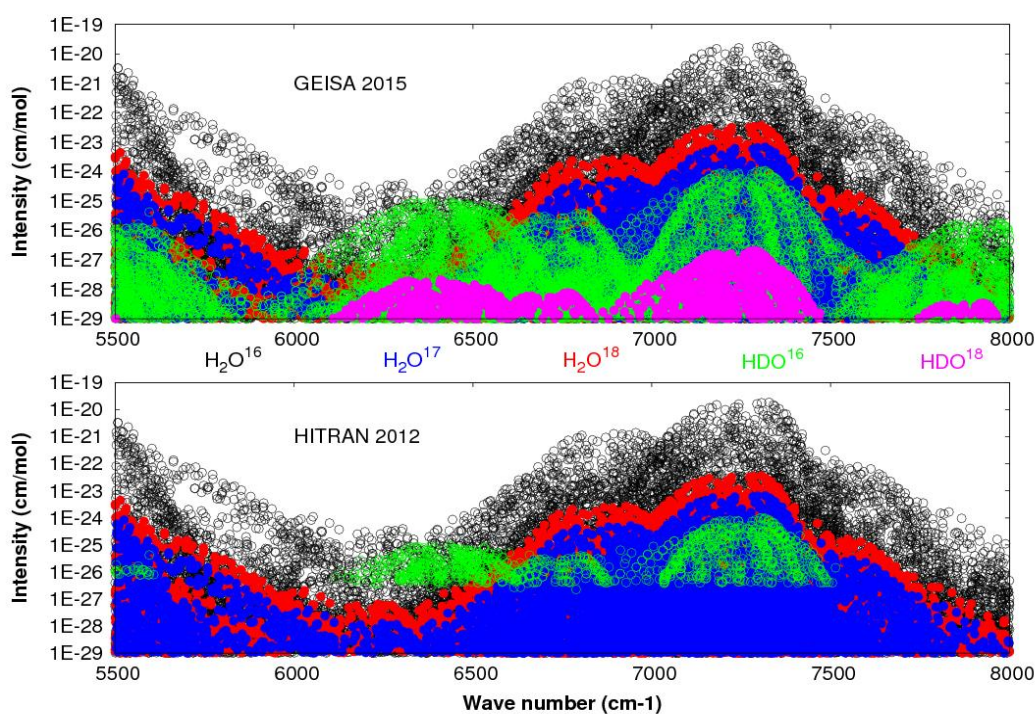 1E-19
1E-20
1E-21
1E-22
1E-23
1E-24
1E-25
1E-26
1E-27
1E-28
1E-29
Intensity (cm/mol)
GEISA 2015
5500 6000 6500 7000 7500 8000
H₂O¹⁶ H₂O¹⁷ H₂O¹⁸ HDO¹⁶ HDO¹⁸
1E-19
1E-20
1E-21
1E-22
1E-23
1E-24
1E-25
1E-26
1E-27
1E-28
1E-29
Intensity (cm/mol)
HITRAN 2012
5500 6000 6500 7000 7500 8000
Wave number (cm-1)